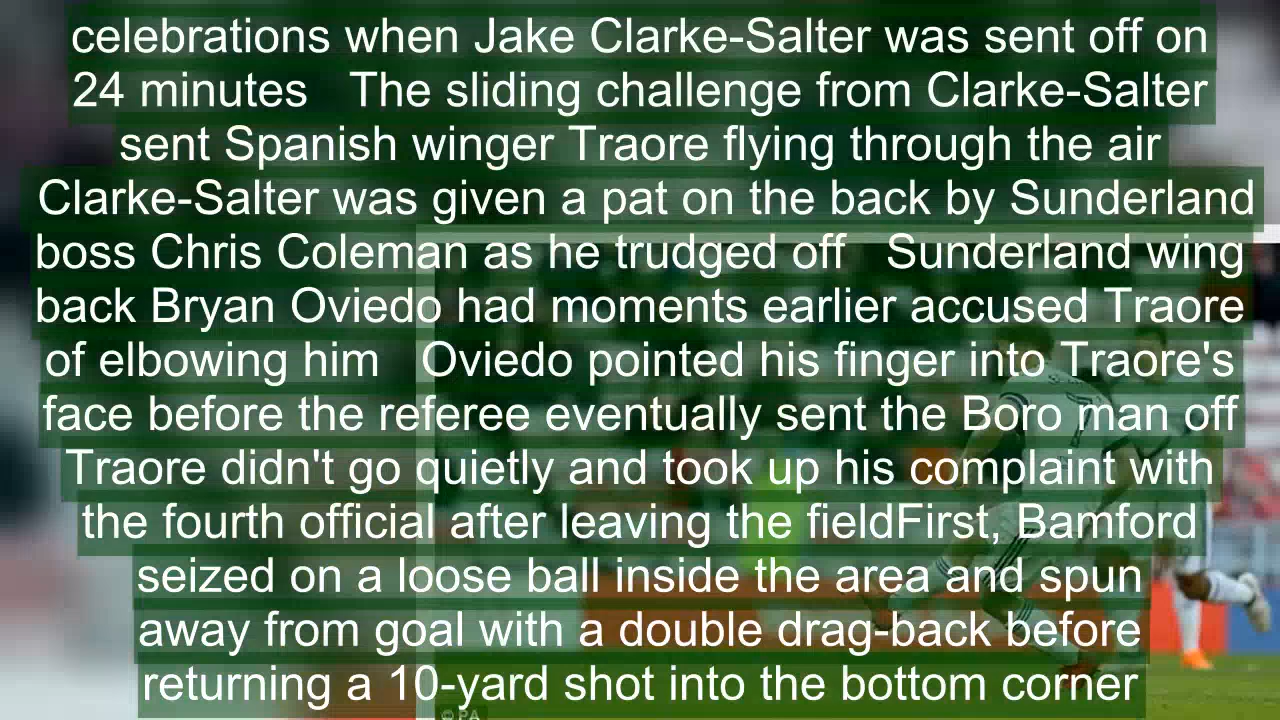 celebrations when Jake Clarke-Salter was sent off on
24 minutes   The sliding challenge from Clarke-Salter
sent Spanish winger Traore flying through the air
Clarke-Salter was given a pat on the back by Sunderland
boss Chris Coleman as he trudged off   Sunderland wing
back Bryan Oviedo had moments earlier accused Traore
of elbowing him   Oviedo pointed his finger into Traore's
face before the referee eventually sent the Boro man off
Traore didn't go quietly and took up his complaint with
the fourth official after leaving the fieldFirst, Bamford
seized on a loose ball inside the area and spun
away from goal with a double drag-back before
returning a 10-yard shot into the bottom corner
© PA